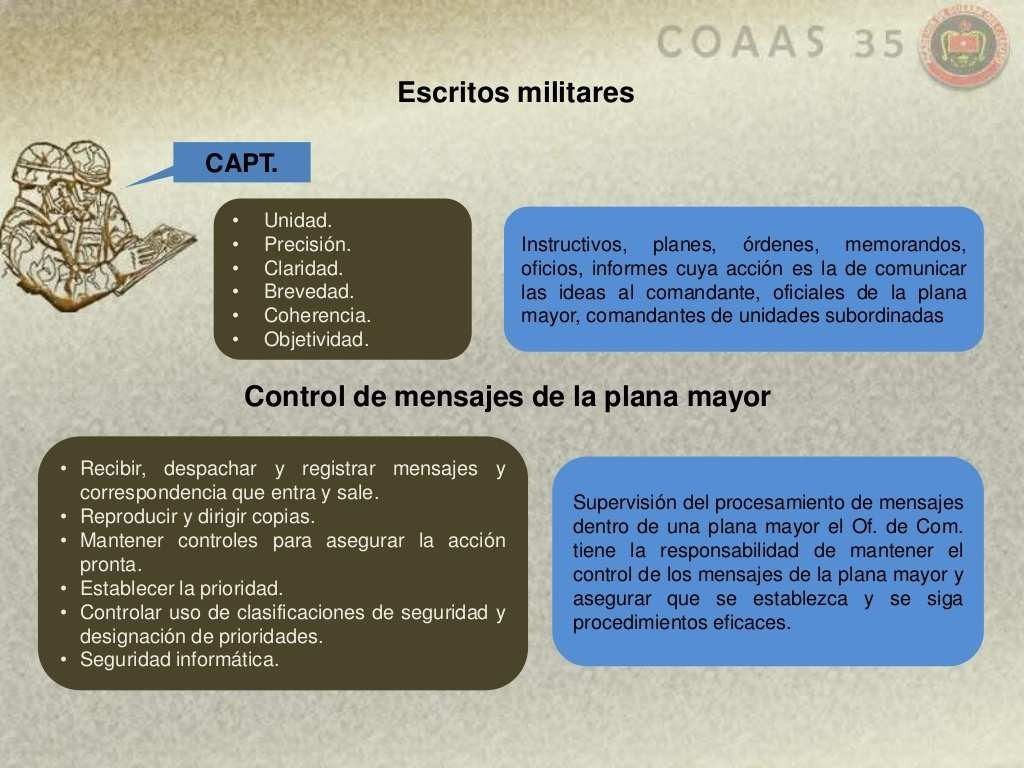 COAAS 35
Escritos militares
CAPT.
• Unidad.
• Precisión.
• Claridad.
• Brevedad.
• Coherencia.
• Objetividad.
Instructivos, planes, órdenes, memorandos,
oficios, informes cuya acción es la de comunicar
las ideas al comandante, oficiales de la plana
mayor, comandantes de unidades subordinadas
Control de mensajes de la plana mayor
• Recibir, despachar y registrar mensajes y
correspondencia que entra y sale.
• Reproducir y dirigir copias.
• Mantener controles para asegurar la acción
pronta.
• Establecer la prioridad.
• Controlar uso de clasificaciones de seguridad y
designación de prioridades.
• Seguridad informática.
Supervisión del procesamiento de mensajes
dentro de una plana mayor el Of. de Com.
tiene la responsabilidad de mantener el
control de los mensajes de la plana mayor y
asegurar que se establezca y se siga
procedimientos eficaces.